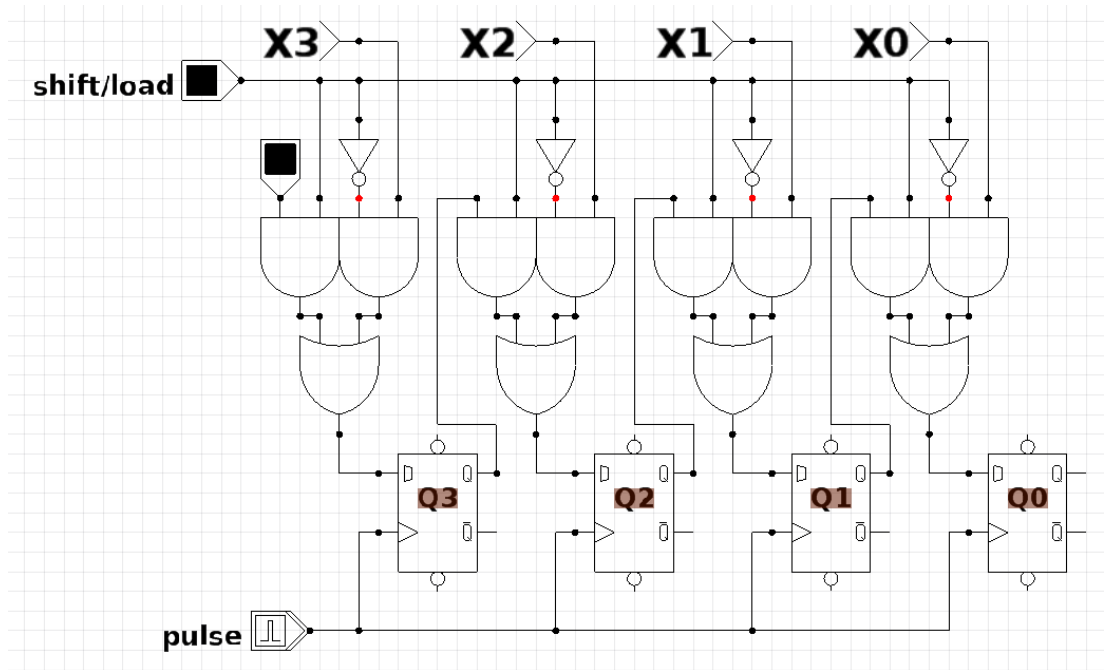 X3 X2 X1 X0
shift/load
D Q D Q D Q D Q
Q3 Q2 Q1 Q0
Q Q Q Q
pulse